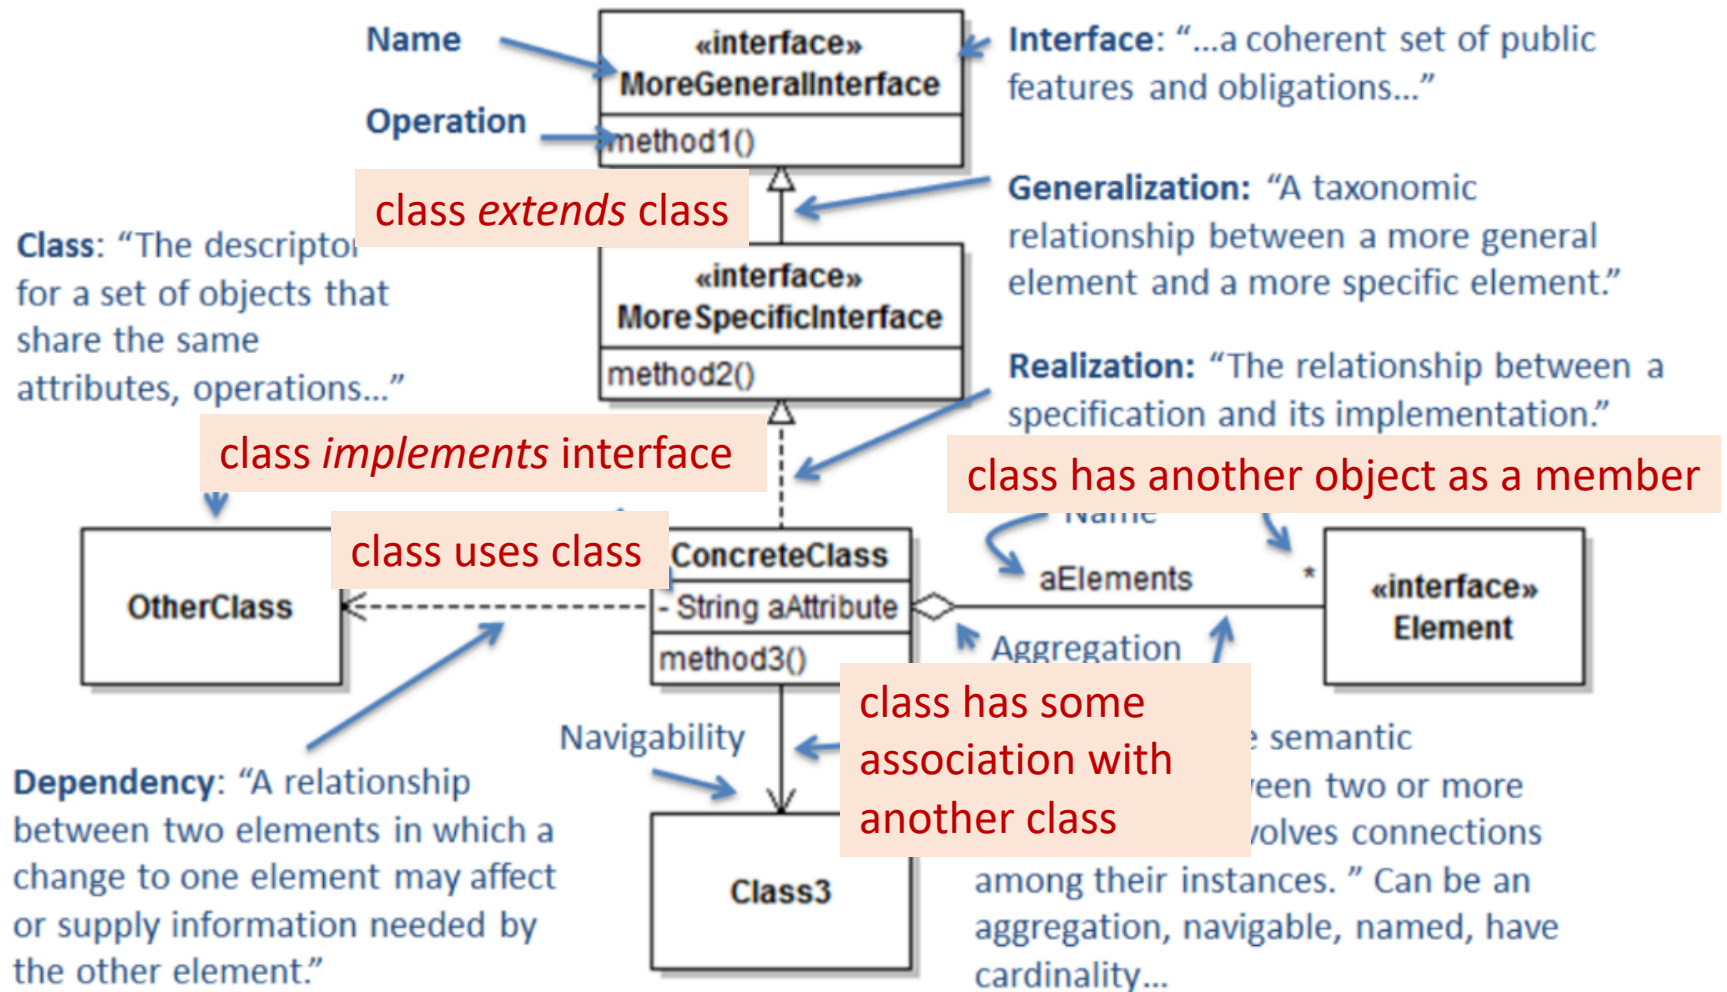 Name
«interface»
MoreGeneralInterface
Interface: “...a coherent set of public
features and obligations...”
Operation
method1()
class extends class
Generalization: “A taxonomic
relationship between a more general
element and a more specific element.”
Class: “The descriptor
for a set of objects that
share the same
attributes, operations...”
«interface»
MoreSpecificInterface
method2()
Realization: “The relationship between a
specification and its implementation.”
class implements interface
class has another object as a member
class uses class
Name
OtherClass
ConcreteClass
- String aAttribute
method3()
aElements
*
«interface»
Element
Aggregation
class has some
association with
another class
Navigability
semantic
two or more
connections
among their instances. ” Can be an
aggregation, navigable, named, have
cardinality...
Dependency: “A relationship
between two elements in which a
change to one element may affect
or supply information needed by
the other element.”
Class3